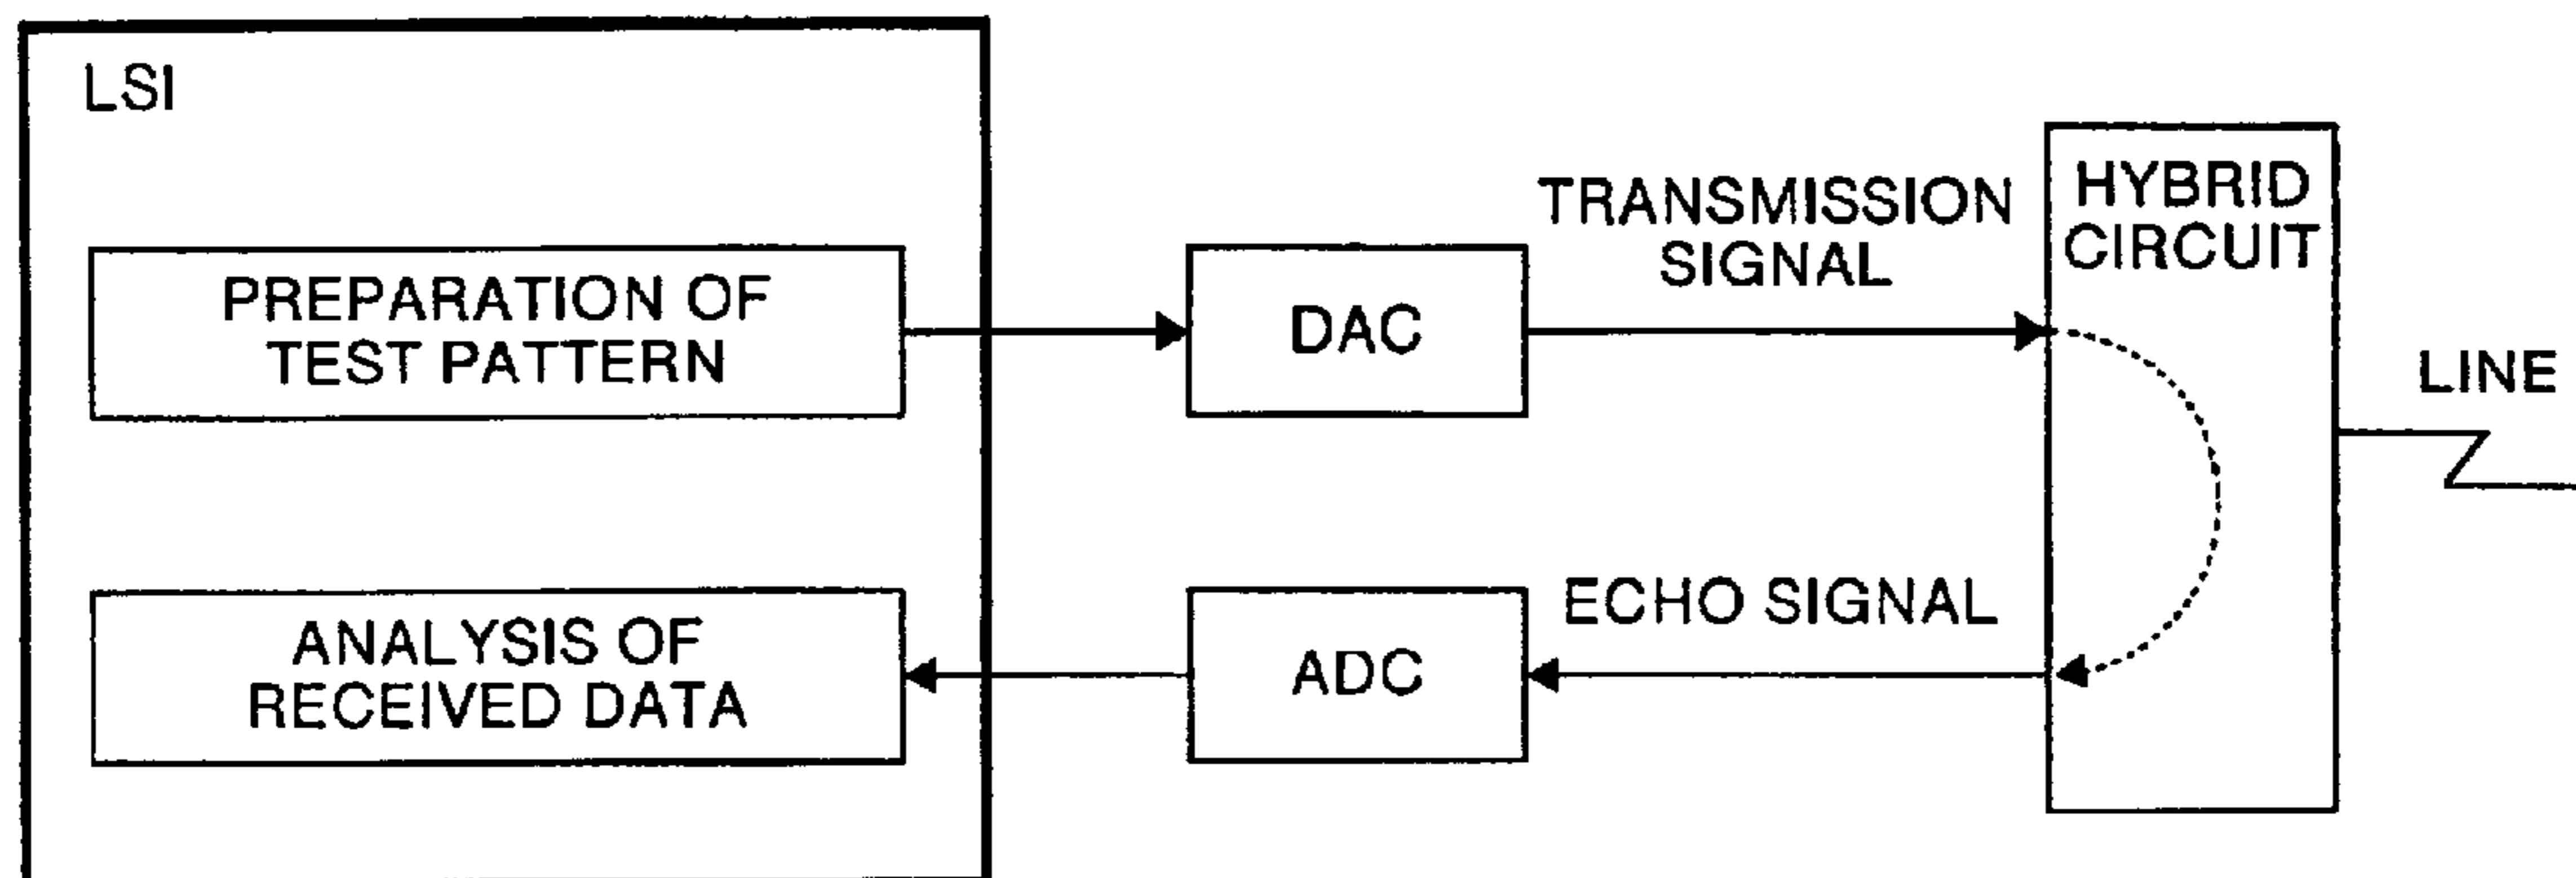 LSI
PREPARATION OF
TEST PATTERN
DAC
TRANSMISSION
SIGNAL
HYBRID
CIRCUIT
LINE
ANALYSIS OF
RECEIVED DATA
ADC
ECHO SIGNAL